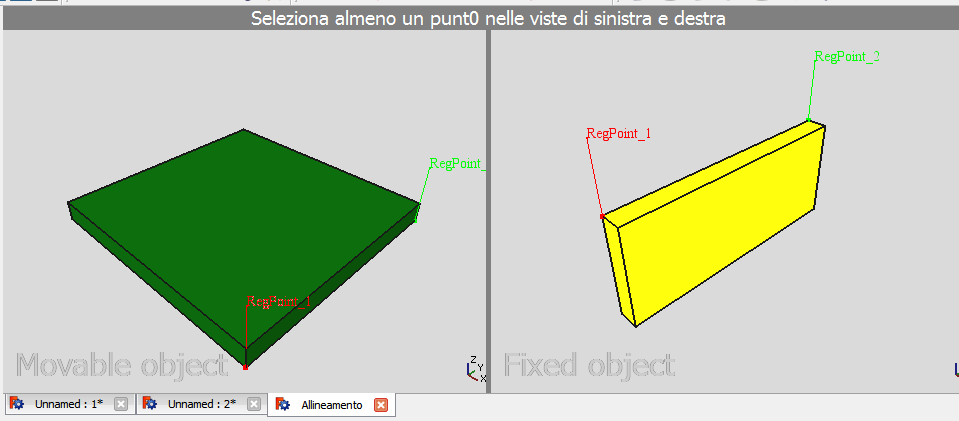 Seleziona almeno un punt0 nelle viste di sinistra e destra
RegPoint_
RegPoint_1
Movable object
Z
Y
X
RegPoint_2
RegPoint_1
Fixed object
Unnamed : 1*
Unnamed : 2*
Allineamento